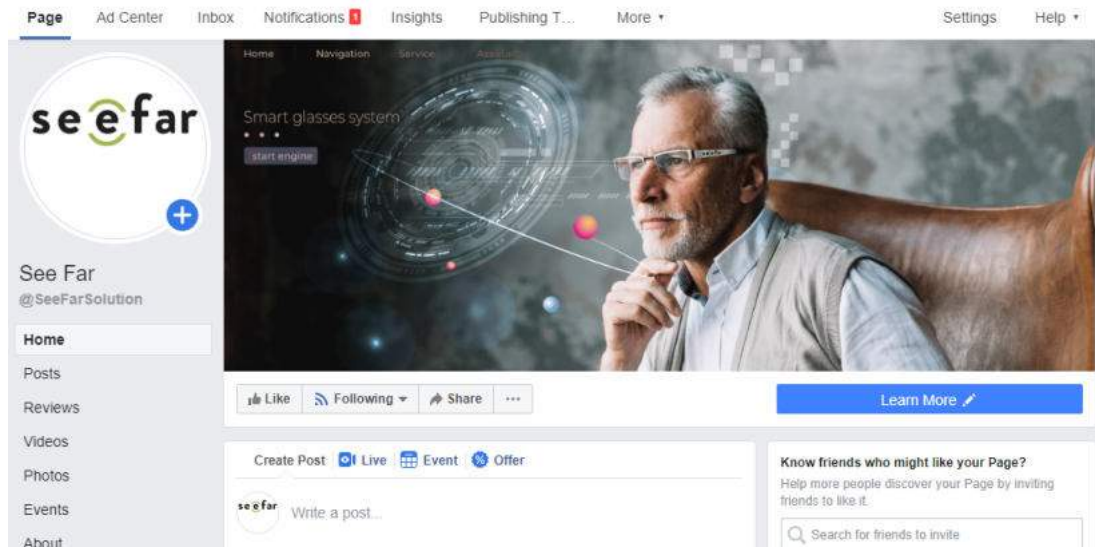 Page Ad Center Inbox Notifications 1 Insights Publishing T... More Settings Help
seefar
See Far
@SeeFarSolution
Home
Posts
Reviews
Videos
Photos
Events
About
Home Navigation Service
Smart glasses system
start engine
Like Following Share ...
Learn More
Create Post Live Event Offer
seefar Write a post...
Know friends who might like your Page?
Help more people discover your Page by inviting
friends to like it.
Search for friends to invite